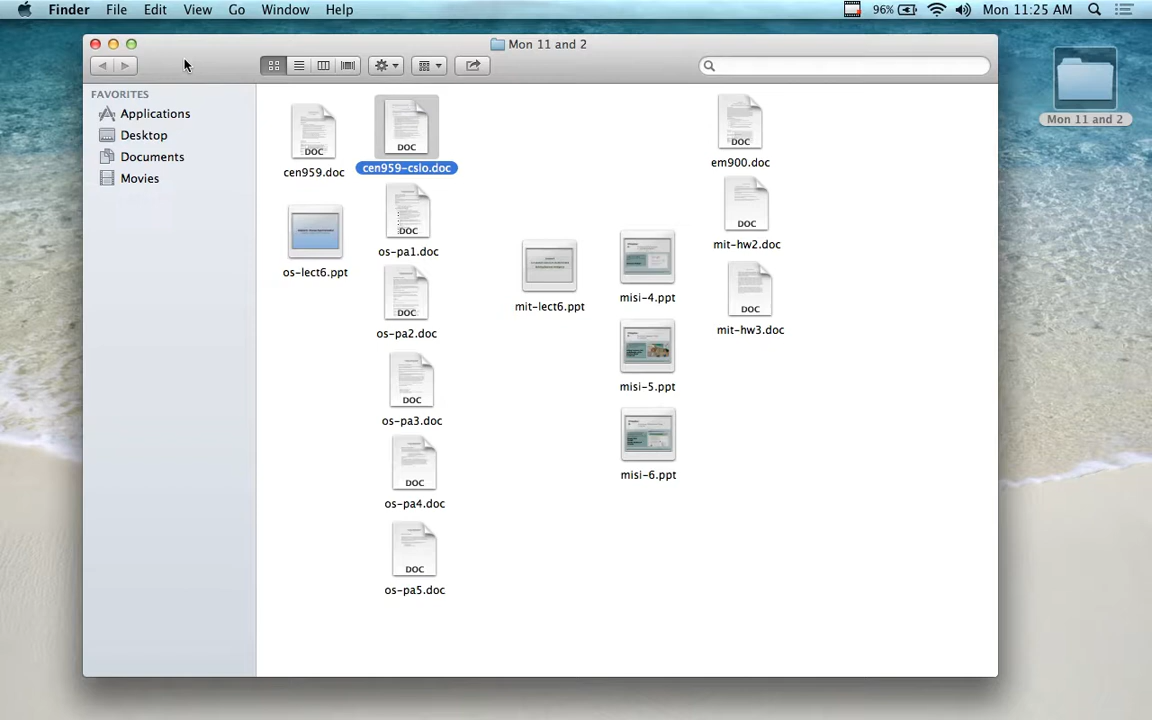 Finder File Edit View Go Window Help 96% Mon 11:25 AM
Mon 11 and 2
FAVORITES
Applications
Desktop
Documents
Movies
DOC
cen959.doc
DOC
cen959-cslo.doc
DOC
em900.doc
os-lect6.ppt
DOC
os-pa1.doc
mit-lect6.ppt
misi-4.ppt
DOC
mit-hw2.doc
DOC
os-pa2.doc
misi-5.ppt
DOC
mit-hw3.doc
DOC
os-pa3.doc
misi-6.ppt
DOC
os-pa4.doc
DOC
os-pa5.doc
Mon 11 and 2